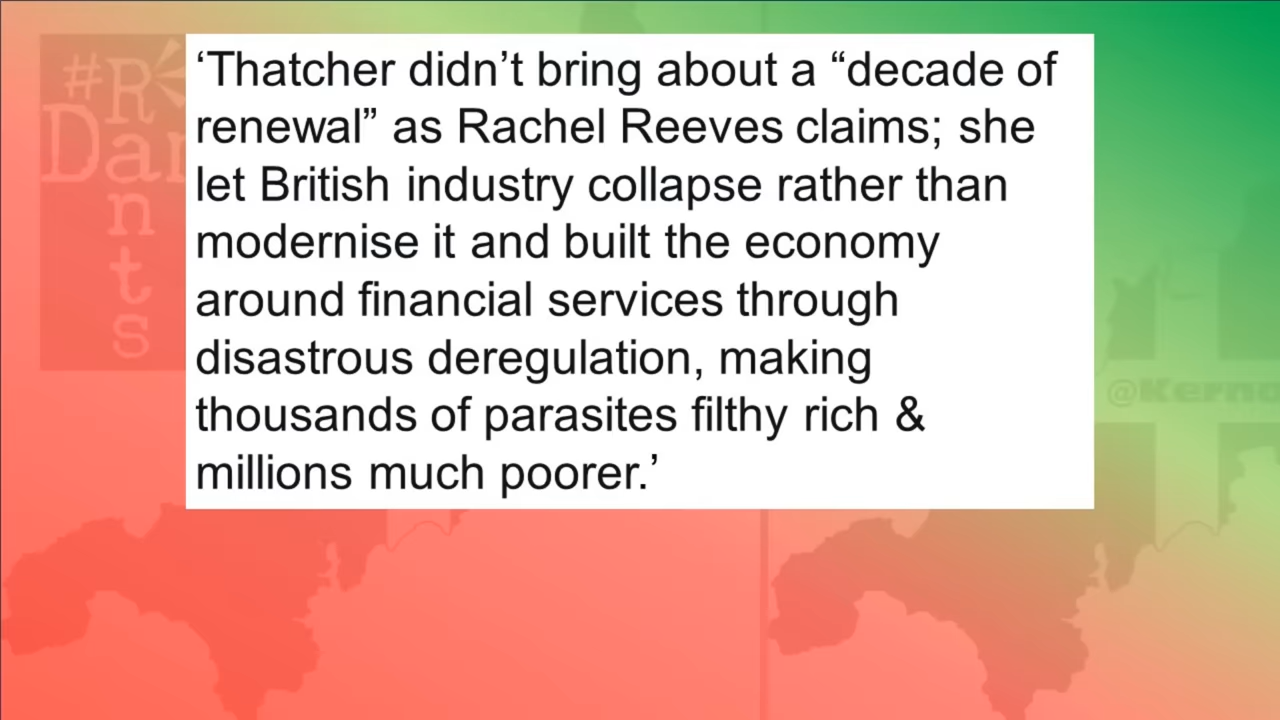 ‘Thatcher didn’t bring about a “decade of
renewal” as Rachel Reeves claims; she
let British industry collapse rather than
modernise it and built the economy
around financial services through
disastrous deregulation, making
thousands of parasites filthy rich &
millions much poorer.’
#R
Dan
n
t
s
@Kerno